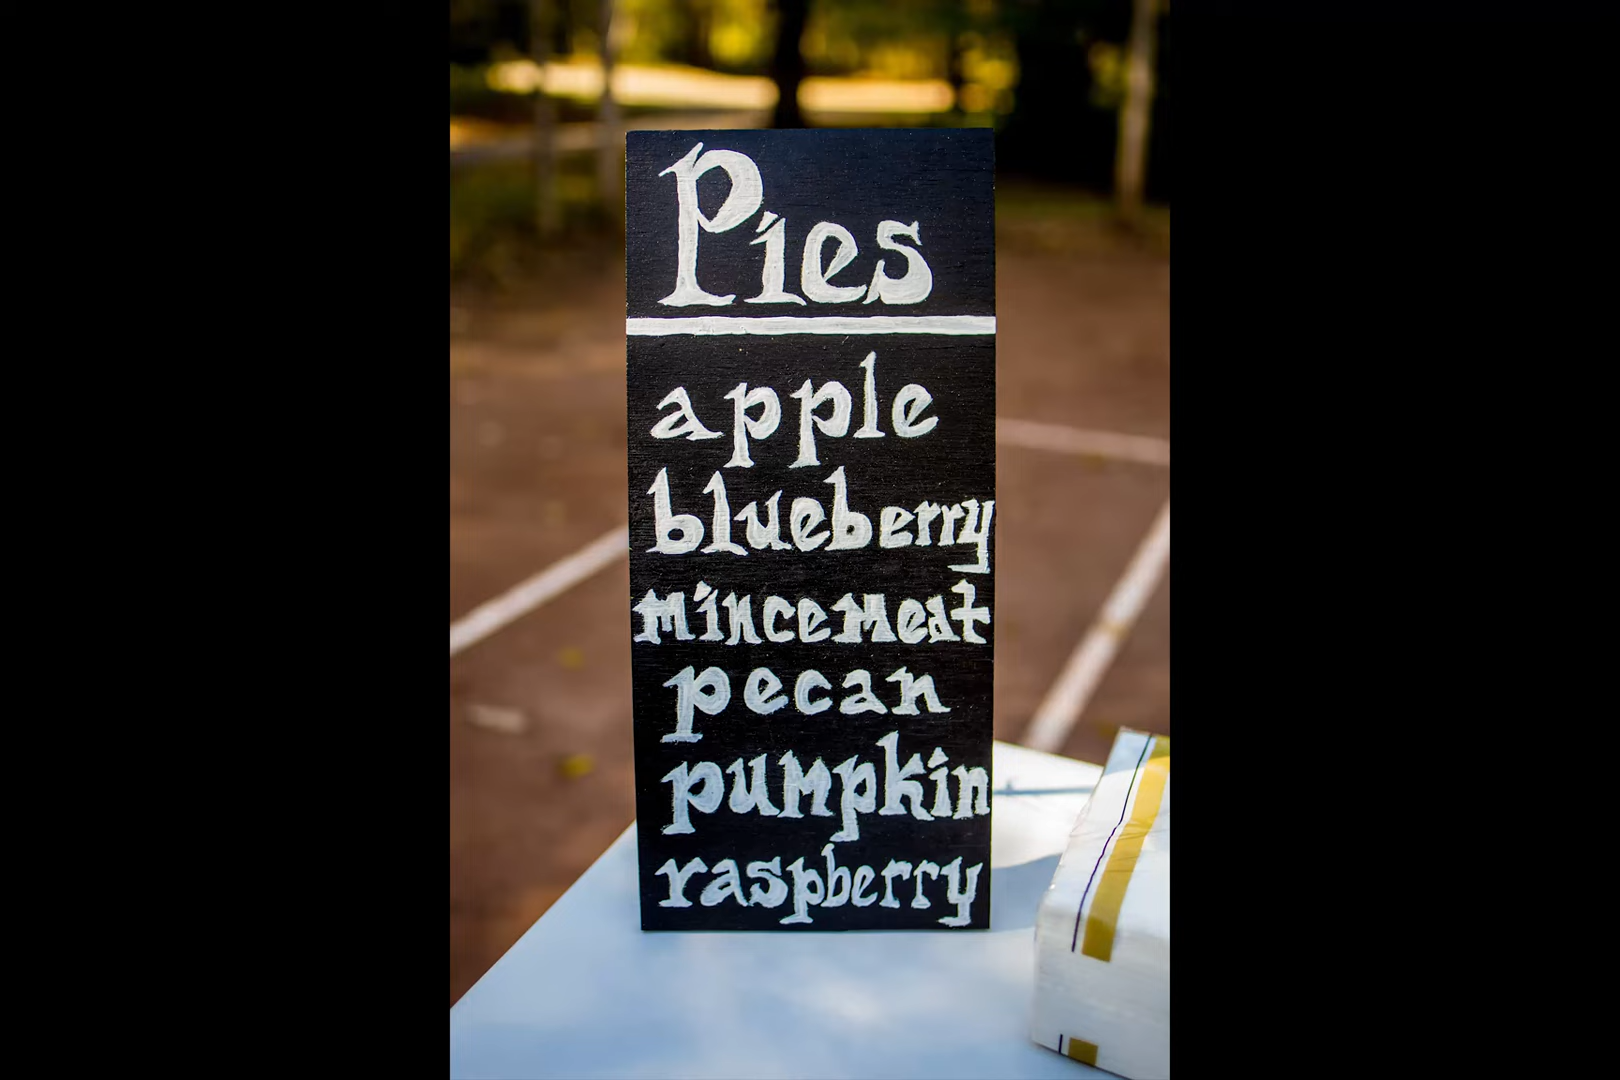 Pies
apple
blueberry
mincemeat
pecan
pumpkin
raspberry